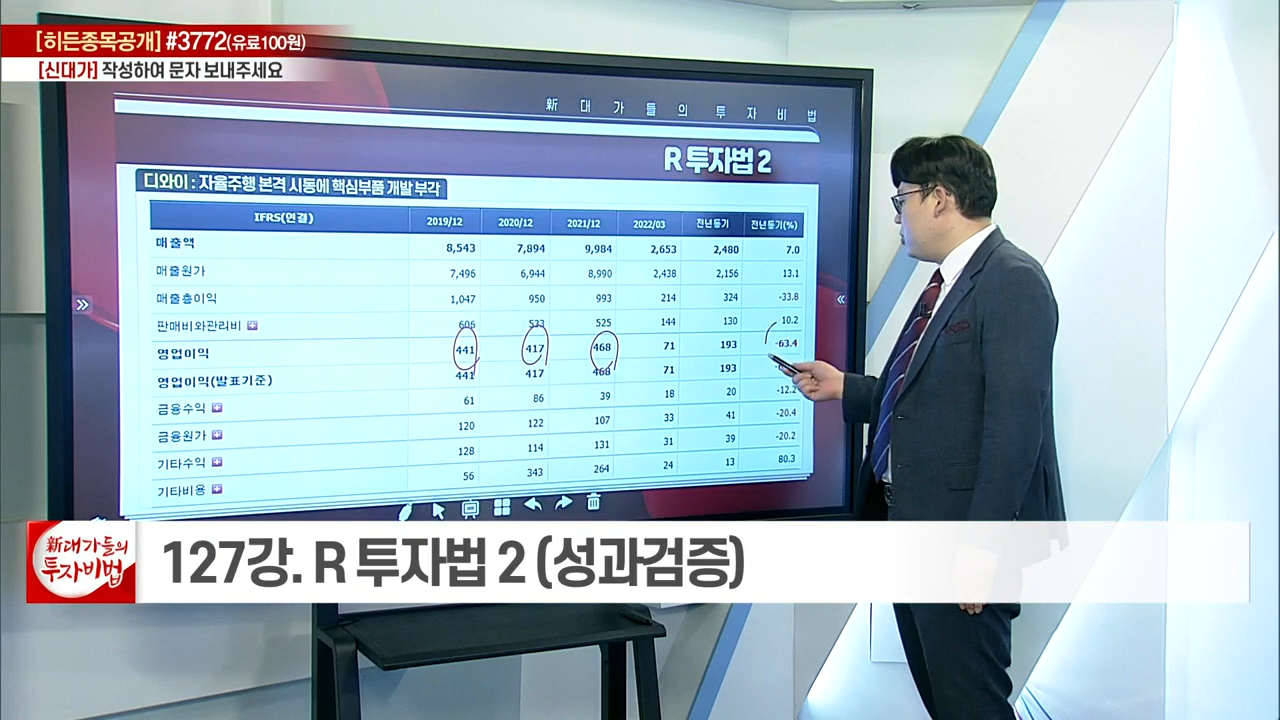 [히든종목공개] #3772(유료100원)
[신대가] 작성하여 문자 보내주세요
新 대 가 들 의 투 자 비 법
R 투자법 2
디와이 : 자율주행 본격 시동에 핵심부품 개발 부각
IFRS(연결) 2019/12 2020/12 2021/12 2022/03 전년동기 전년동기(%)
매출액 8,543 7,894 9,984 2,653 2,480 7.0
매출원가 7,496 6,944 8,990 2,438 2,156 13.1
매출총이익 1,047 950 993 214 324 -33.8
판매비와관리비 606 533 525 144 130 10.2
영업이익 441 417 468 71 193 -63.4
영업이익(발표기준) 441 417 468 71 193
금융수익 61 86 39 18 20 -12.2
금융원가 120 122 107 33 41 -20.4
기타수익 128 114 131 31 39 -20.2
기타비용 56 343 264 24 13 80.3
新대가들의
투자비법
127강. R 투자법 2 (성과검증)